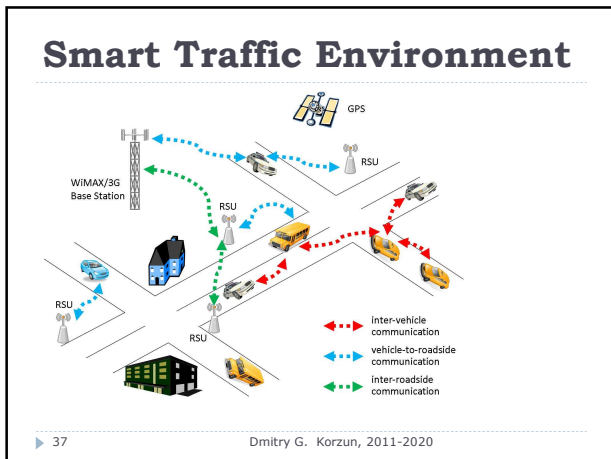 Smart Traffic Environment
GPS
RSU
WiMAX/3G
Base Station
RSU
RSU
RSU
inter-vehicle
communication
vehicle-to-roadside
communication
inter-roadside
communication
37
Dmitry G. Korzun, 2011-2020